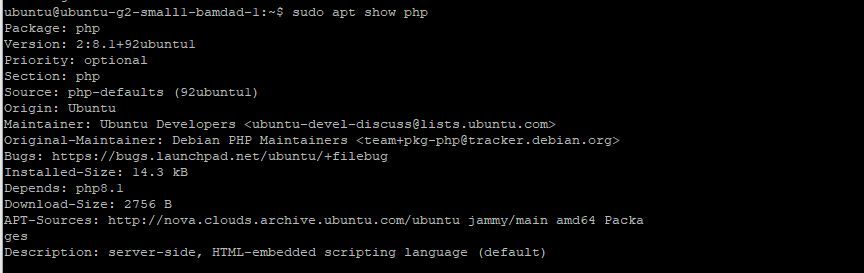 ubuntu@ubuntu-g2-small1-bamdad-1:~$ sudo apt show php
Package: php
Version: 2:8.1+92ubuntu1
Priority: optional
Section: php
Source: php-defaults (92ubuntu1)
Origin: Ubuntu
Maintainer: Ubuntu Developers <ubuntu-devel-discuss@lists.ubuntu.com>
Original-Maintainer: Debian PHP Maintainers <team+pkg-php@tracker.debian.org>
Bugs: https://bugs.launchpad.net/ubuntu/+filebug
Installed-Size: 14.3 kB
Depends: php8.1
Download-Size: 2756 B
APT-Sources: http://nova.clouds.archive.ubuntu.com/ubuntu jammy/main amd64 Packa
ges
Description: server-side, HTML-embedded scripting language (default)